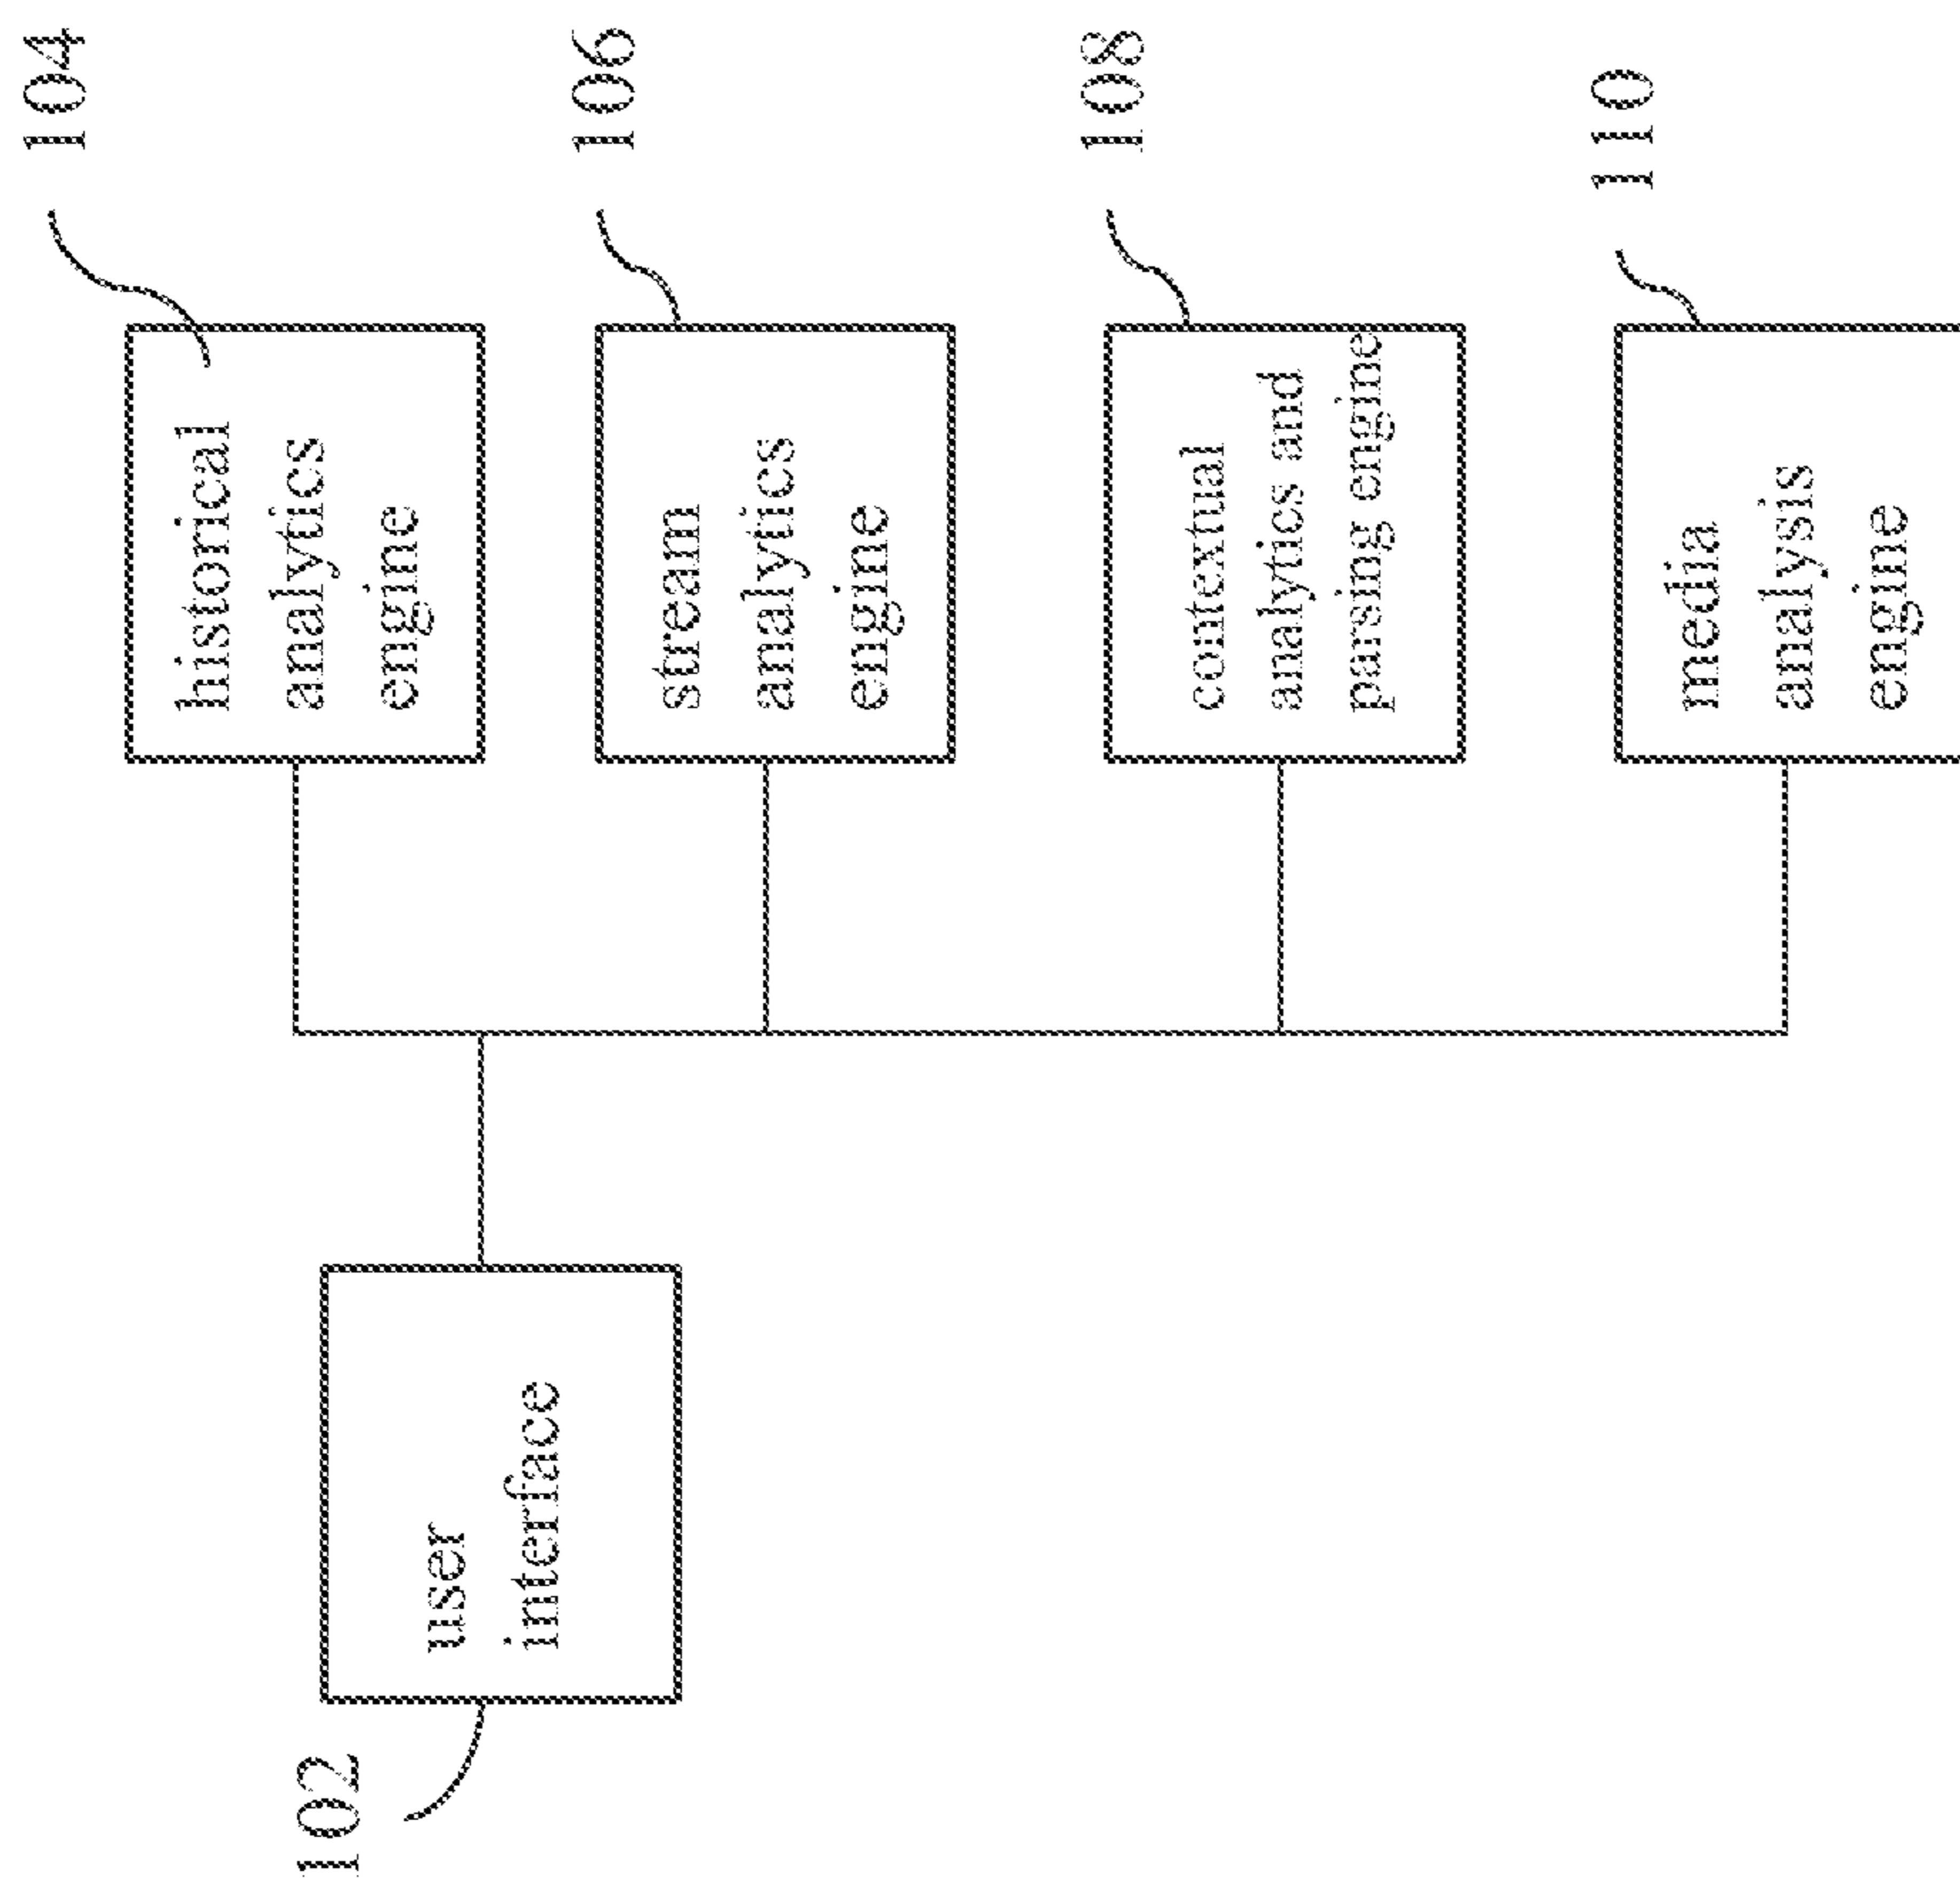 104
historical
analytics
engine
106
stream
analytics
engine
108
contextual
analytics and
parsing engine
110
media
analysis
engine
102
user
interface